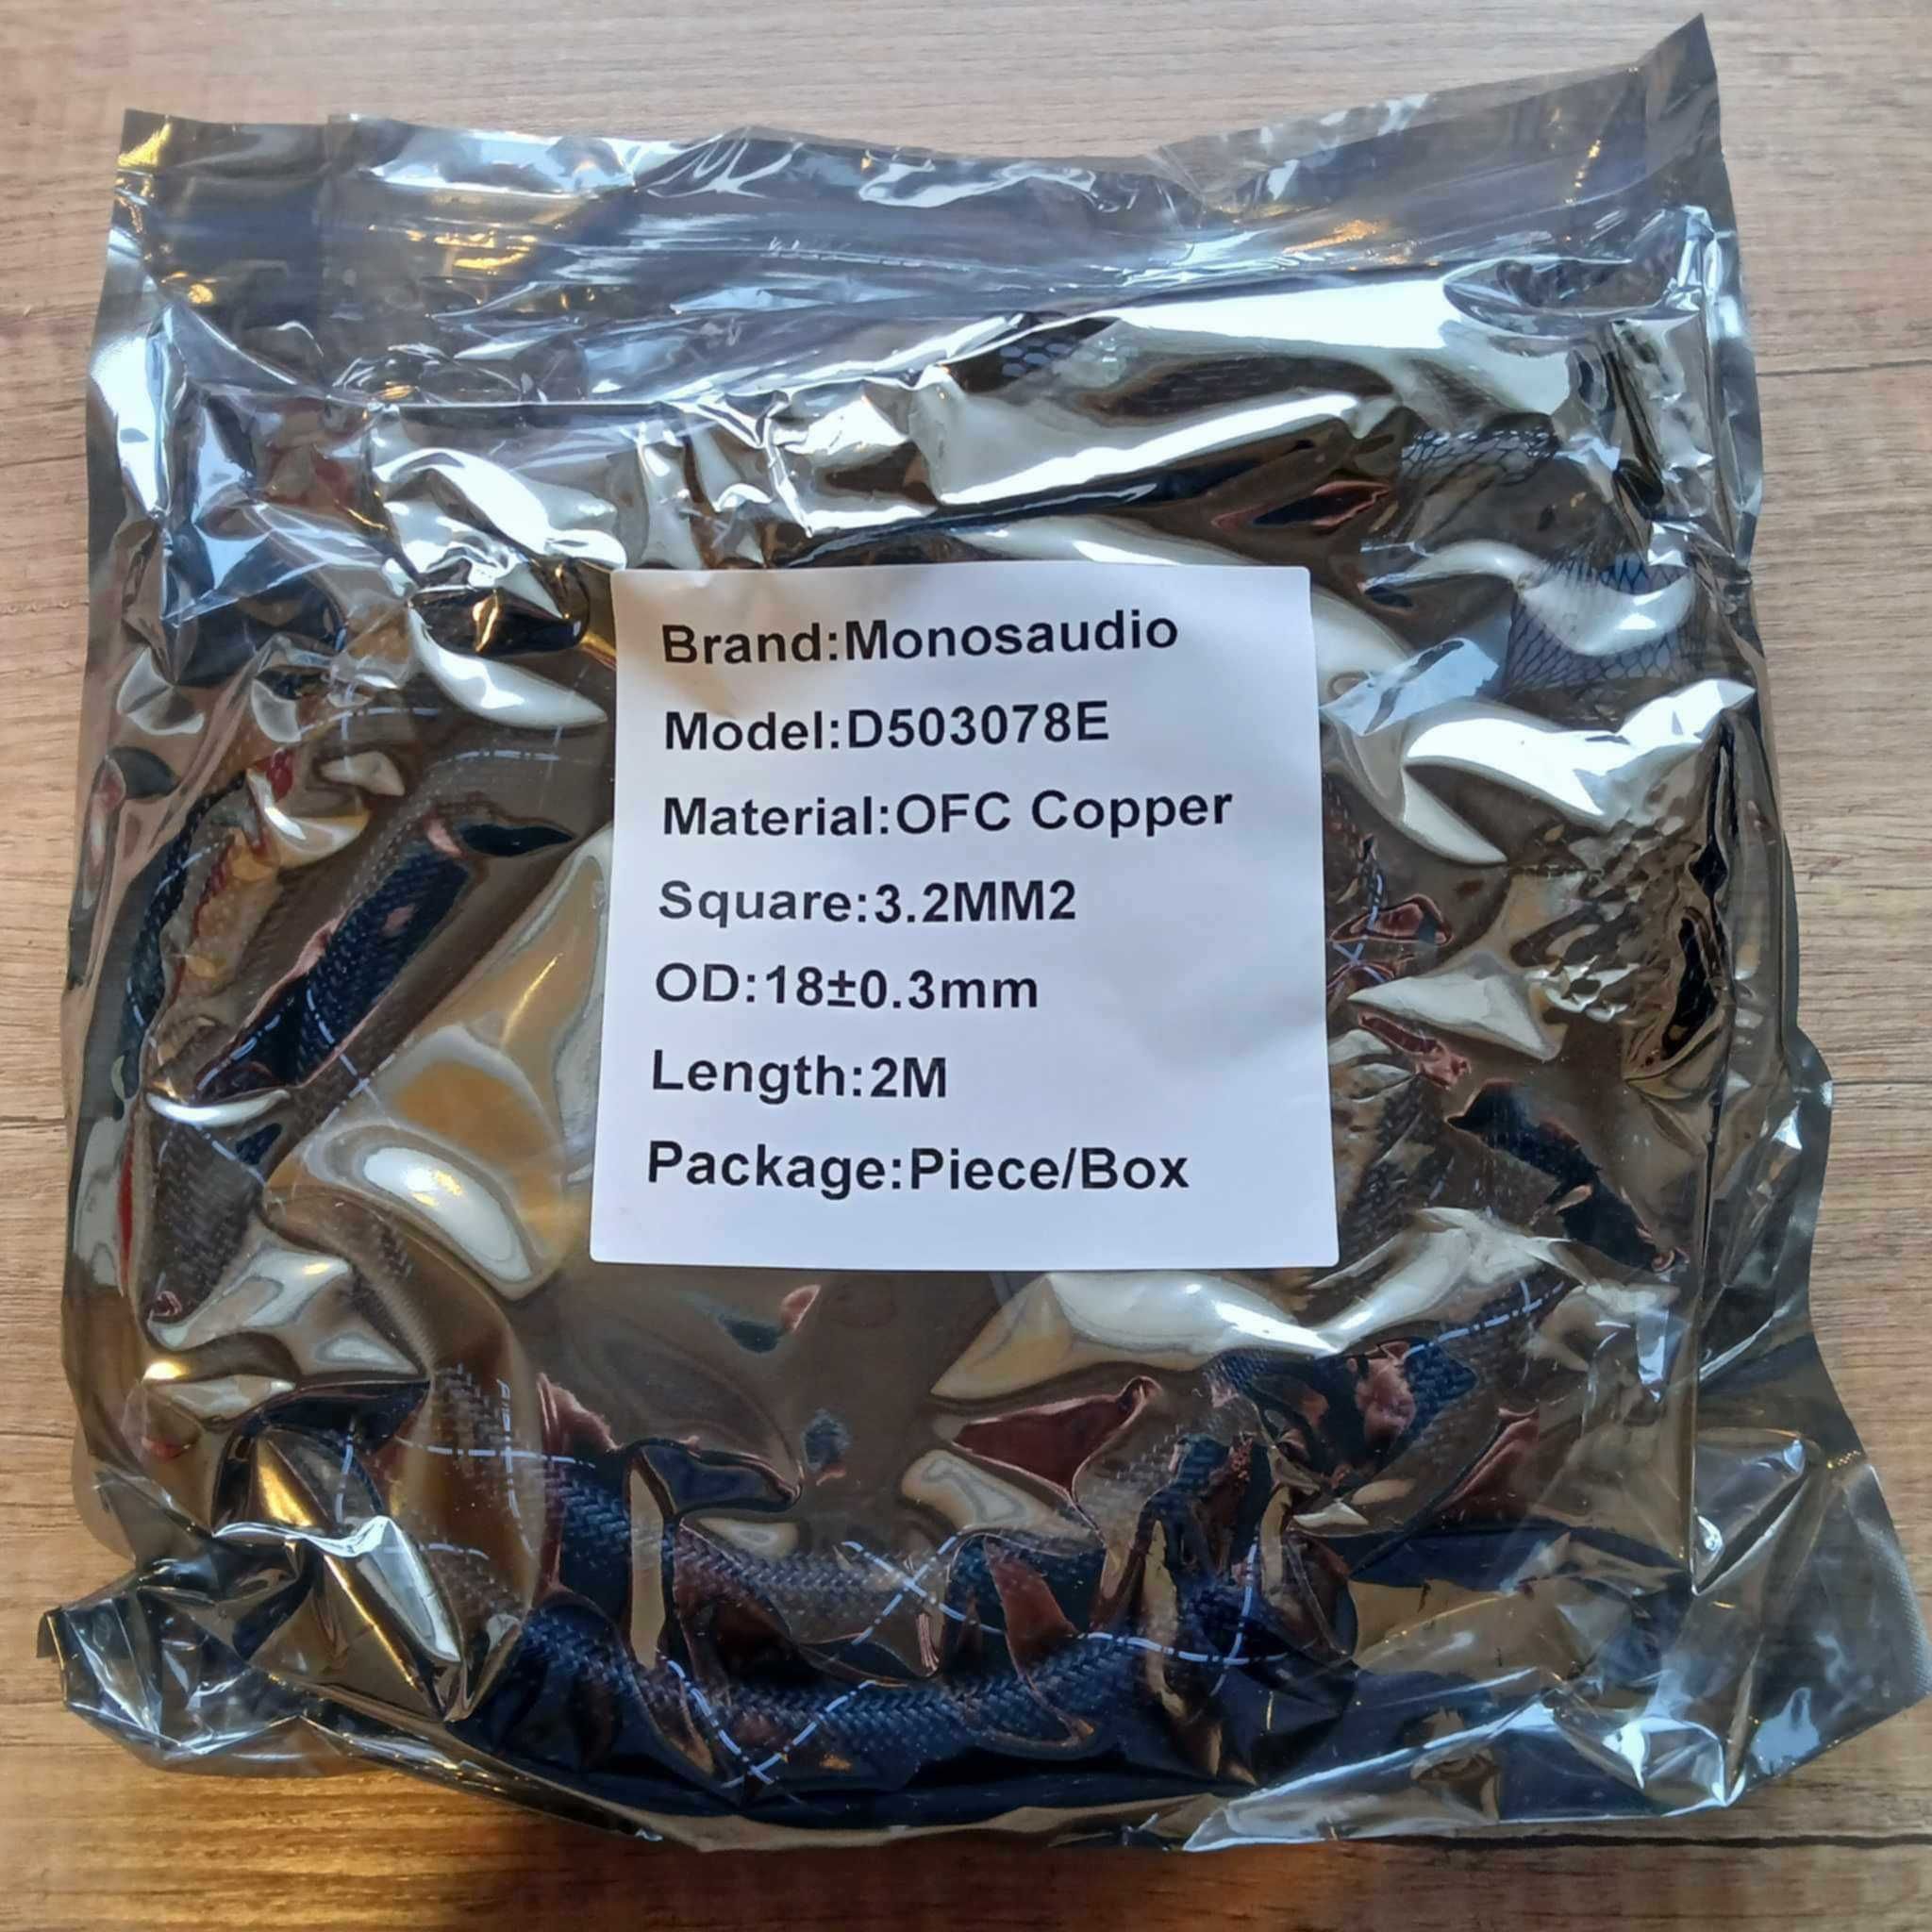 Brand:Monosaudio
Model:D503078E
Material:OFC Copper
Square:3.2MM2
OD:18±0.3mm
Length:2M
Package:Piece/Box